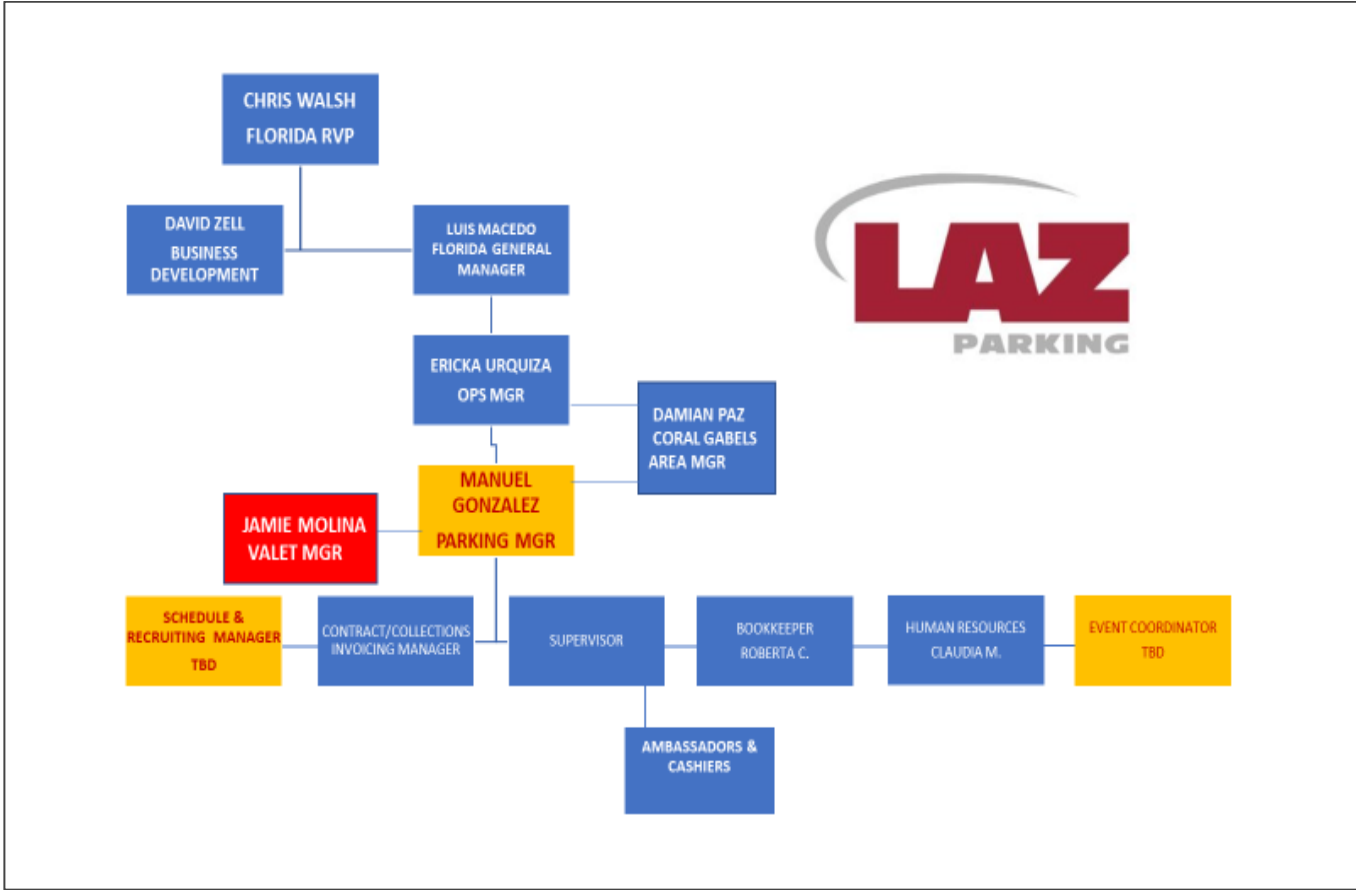 CHRIS WALSH
FLORIDA RVP
DAVID ZELL
BUSINESS
DEVELOPMENT
LUIS MACEDO
FLORIDA GENERAL
MANAGER
LAZ
PARKING
ERICKA URQUIZA
OPS MGR
DAMIAN PAZ
CORAL GABELS
AREA MGR
MANUEL
GONZALEZ
PARKING MGR
JAMIE MOLINA
VALET MGR
SCHEDULE &
RECRUITING MANAGER
TBD
CONTRACT/COLLECTIONS
INVOICING MANAGER
SUPERVISOR
BOOKKEEPER
ROBERTA C.
HUMAN RESOURCES
CLAUDIA M.
EVENT COORDINATOR
TBD
AMBASSADORS &
CASHIERS